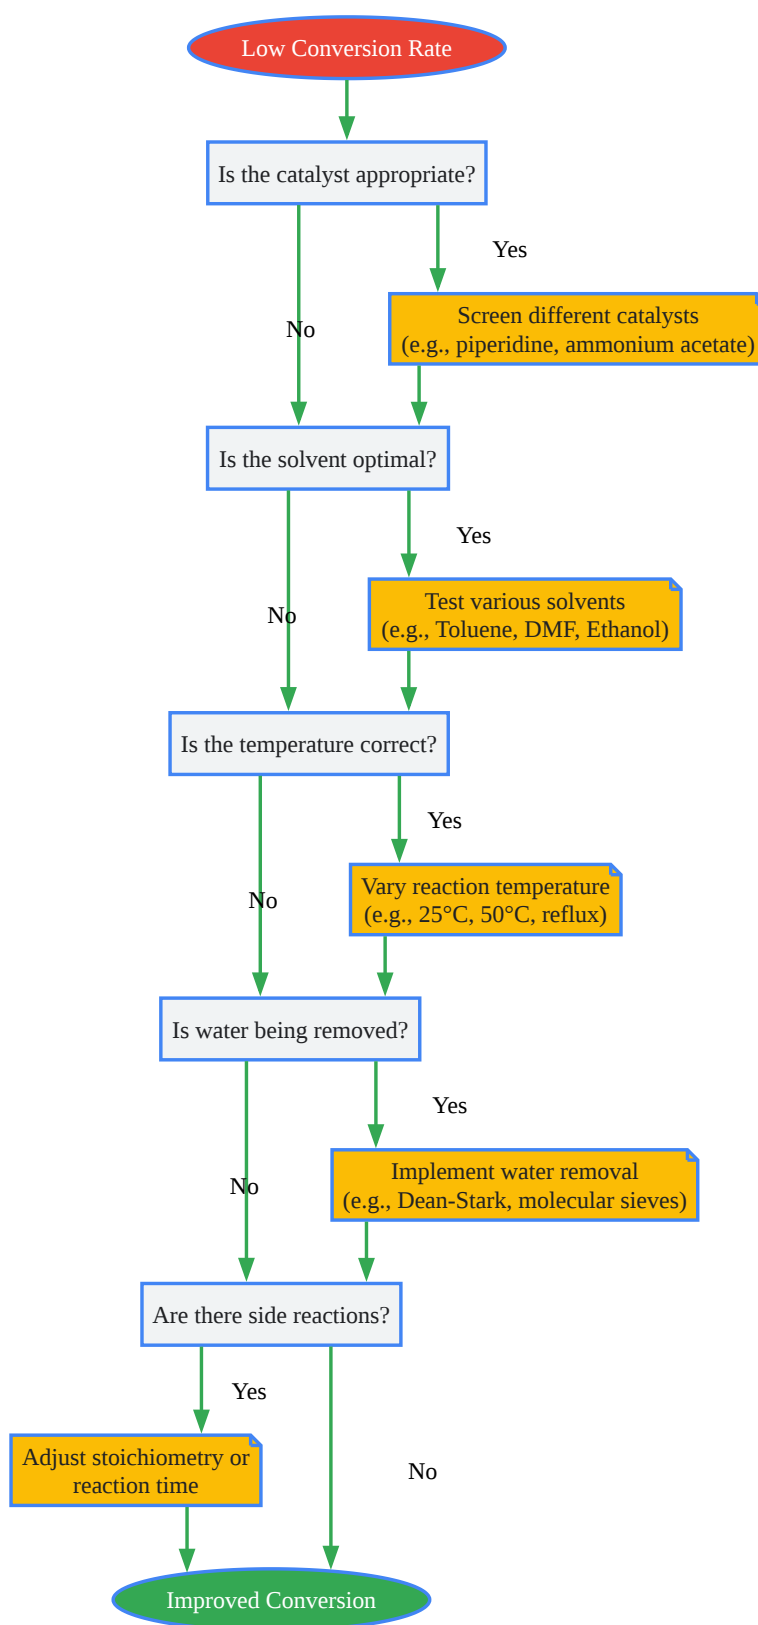 Low Conversion Rate
Is the catalyst appropriate?
Yes
Screen different catalysts
(e.g., piperidine, ammonium acetate)
No
Is the solvent optimal?
Yes
Test various solvents
(e.g., Toluene, DMF, Ethanol)
No
Is the temperature correct?
Yes
Vary reaction temperature
(e.g., 25°C, 50°C, reflux)
No
Is water being removed?
Yes
Implement water removal
(e.g., Dean-Stark, molecular sieves)
No
Are there side reactions?
Yes
Adjust stoichiometry or
reaction time
No
Improved Conversion